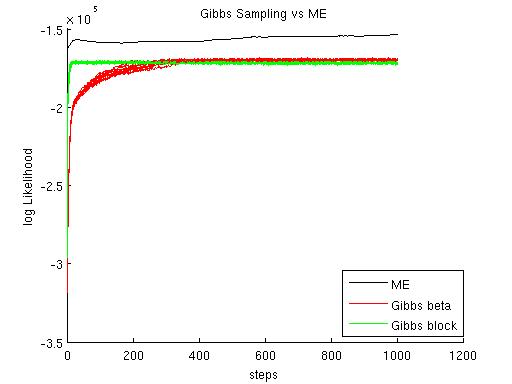 Gibbs Sampling vs ME
× 10^5
-1.5
-2
-2.5
-3
-3.5
log Likelihood
0 200 400 600 800 1000 1200
steps
ME
Gibbs beta
Gibbs block